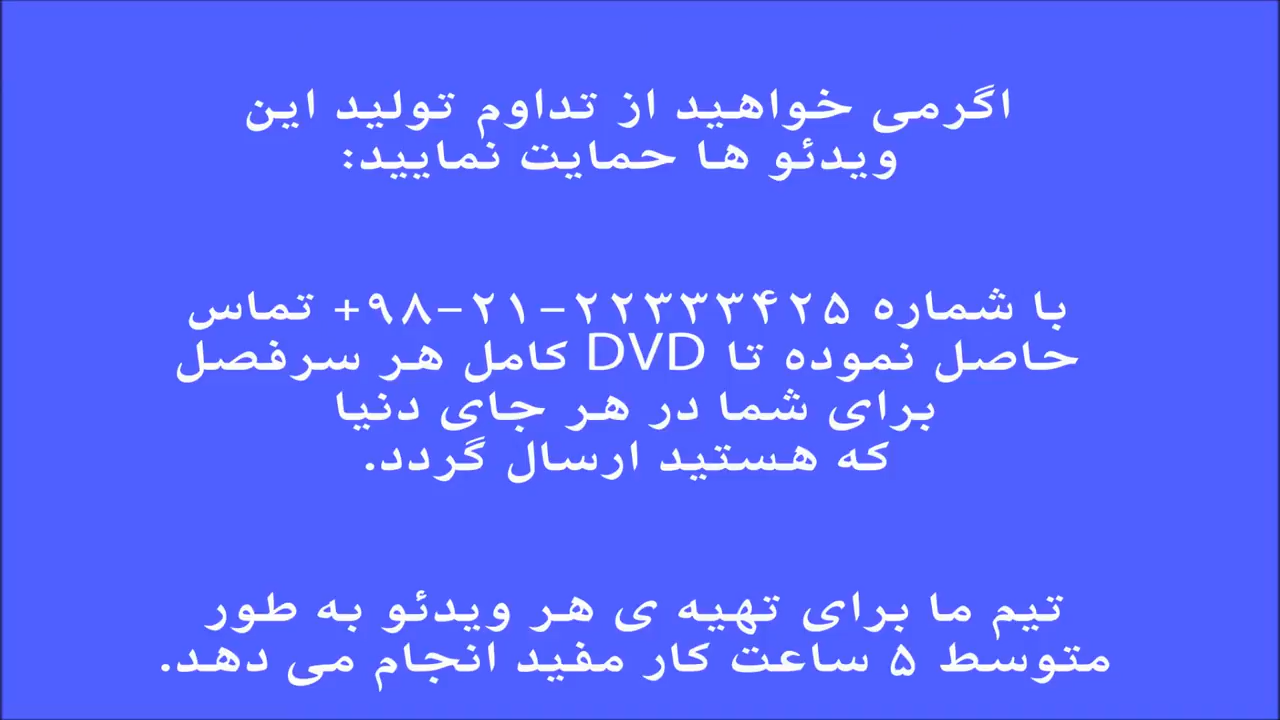 اگرمی خواهید از تداوم تولید این
ویدئو ها حمایت نمایید:
با شماره ۲۲۳۳۳۴۲۵-۲۱-۹۸+ تماس
حاصل نموده تا DVD کامل هر سرفصل
برای شما در هر جای دنیا
که هستید ارسال گردد.
تیم ما برای تهیه ی هر ویدئو به طور
متوسط ۵ ساعت کار مفید انجام می دهد.